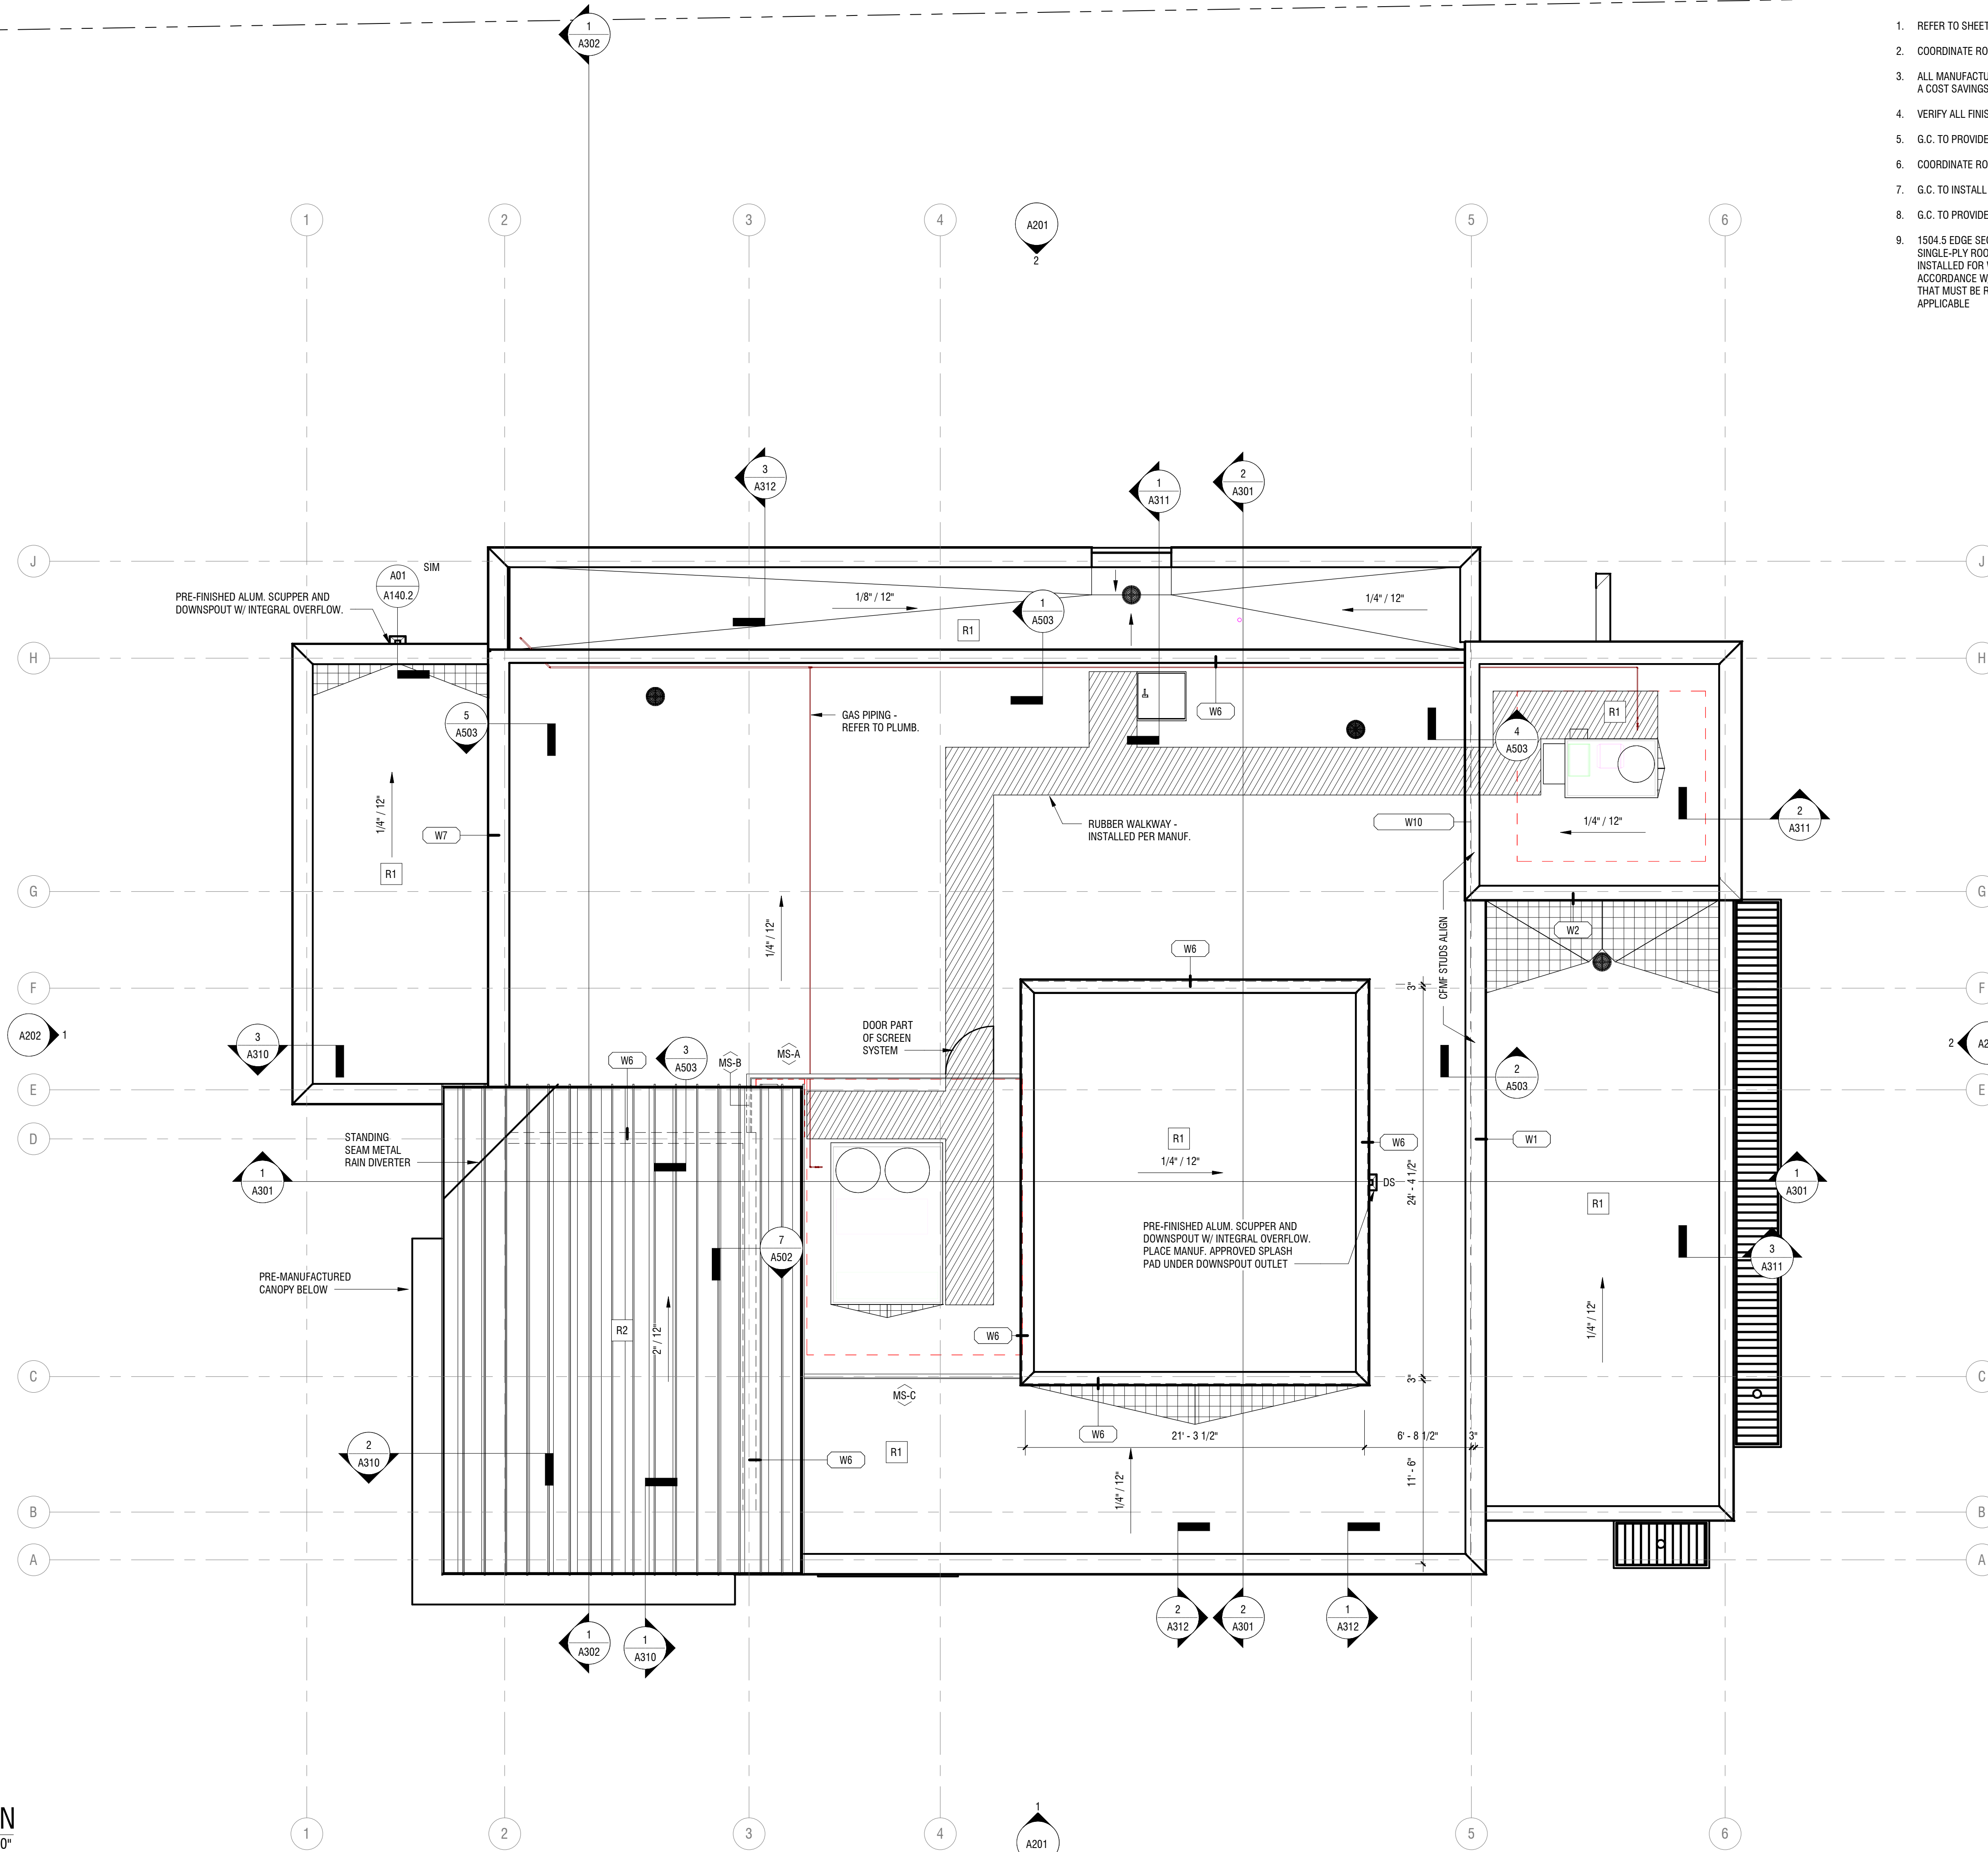 1
A302
1. REFER TO SHEET
2. COORDINATE RO
3. ALL MANUFACTU
A COST SAVINGS
4. VERIFY ALL FINIS
5. G.C. TO PROVIDE
6. COORDINATE RO
7. G.C. TO INSTALL
8. G.C. TO PROVIDE
9. 1504.5 EDGE SEC
SINGLE-PLY ROO
INSTALLED FOR
ACCORDANCE W
THAT MUST BE R
APPLICABLE
1
2
3
4
A201
2
5
6
3
A312
1
A311
2
A301
J
J
A01
A140.2
SIM
PRE-FINISHED ALUM. SCUPPER AND
DOWNSPOUT W/ INTEGRAL OVERFLOW.
1/8" / 12"
1
A503
1/4" / 12"
R1
H
H
5
A503
GAS PIPING -
REFER TO PLUMB.
W6
R1
4
A503
1/4" / 12"
W7
R1
RUBBER WALKWAY -
INSTALLED PER MANUF.
W10
1/4" / 12"
2
A311
G
G
1/4" / 12"
W6
CFMF STUDS ALIGN
W2
F
F
3"
A202
1
3
A310
W6
3
A503
MS-B
MS-A
DOOR PART
OF SCREEN
SYSTEM
2
A503
2
A2
E
E
D
STANDING
SEAM METAL
RAIN DIVERTER
R1
1/4" / 12"
W6
W1
1
A301
DS
24' - 4 1/2"
1
A301
R1
7
A502
PRE-FINISHED ALUM. SCUPPER AND
DOWNSPOUT W/ INTEGRAL OVERFLOW.
PLACE MANUF. APPROVED SPLASH
PAD UNDER DOWNSPOUT OUTLET
3
A311
PRE-MANUFACTURED
CANOPY BELOW
R2
2" / 12"
W6
1/4" / 12"
C
C
3"
MS-C
W6
21' - 3 1/2"
6' - 8 1/2"
3"
2
A310
W6
R1
11' - 6"
1/4" / 12"
B
B
A
A
1
A302
1
A310
2
A312
2
A301
1
A312
N
0"
1
2
3
4
1
A201
5
6